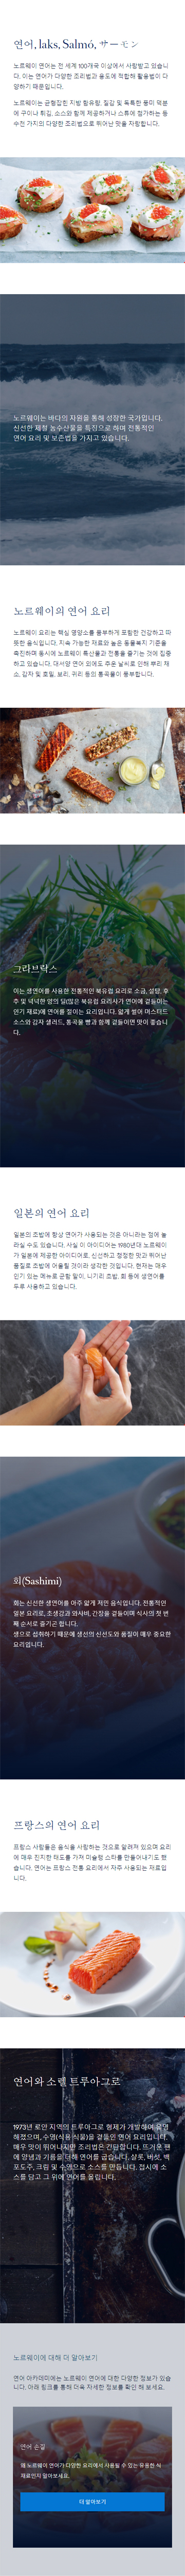 연어, laks, Salmó, サーモン
노르웨이 연어는 전 세계 100개국 이상에서 사랑받고 있습니
다. 이는 연어가 다양한 조리법과 용도에 적합해 활용법이 다
양하기 때문입니다.
노르웨이는 균형잡힌 지방 함유량, 질감 및 독특한 풍미 덕분
에 구이나 튀김, 소스와 함께 제공하거나 스튜에 첨가하는 등
수천 가지의 다양한 조리법으로 뛰어난 맛을 자랑합니다.
노르웨이는 바다의 자원을 통해 성장한 국가입니다.
신선한 제철 농수산물을 특징으로 하며 전통적인
연어 요리 및 보존법을 가지고 있습니다.
노르웨이의 연어 요리
노르웨이 요리는 핵심 영양소를 풍부하게 포함한 건강하고 따
뜻한 음식입니다. 지속 가능한 재료와 높은 동물복지 기준을
촉진하며 동시에 노르웨이 특산물과 전통을 즐기는 것에 집중
하고 있습니다. 대서양 연어 외에도 추운 날씨로 인해 뿌리 채
소, 감자 및 호밀, 보리, 귀리 등의 통곡물이 풍부합니다.
그라브락스
이는 생연어를 사용한 전통적인 북유럽 요리로 소금, 설탕, 후
추 및 넉넉한 양의 딜(많은 북유럽 요리사가 연어에 곁들이는
인기 재료)에 연어를 절이는 요리입니다. 얇게 썰어 머스타드
소스와 감자 샐러드, 통곡물 빵과 함께 곁들이면 맛이 좋습니
다.
일본의 연어 요리
일본의 초밥에 항상 연어가 사용되는 것은 아니라는 점에 놀
라실 수도 있습니다. 사실 이 아이디어는 1980년대 노르웨이
가 일본에 제공한 아이디어로, 신선하고 청정한 맛과 뛰어난
품질로 초밥에 어울릴 것이라 생각한 것입니다. 현재는 매우
인기 있는 메뉴로 군함 말이, 니기리 초밥, 회 등에 생연어를
두루 사용하고 있습니다.
회(Sashimi)
회는 신선한 생연어를 아주 얇게 저민 음식입니다. 전통적인
일본 요리로, 초생강과 와사비, 간장을 곁들이며 식사의 첫 번
째 순서로 즐기곤 합니다.
생으로 섭취하기 때문에 생선의 신선도와 품질이 매우 중요한
요리입니다.
프랑스의 연어 요리
프랑스 사람들은 음식을 사랑하는 것으로 알려져 있으며 요리
에 매우 진지한 태도를 가져 미슐랭 스타를 만들어내기도 했
습니다. 연어는 프랑스 전통 요리에서 자주 사용되는 재료입
니다.
연어와 소렐 트루아그로
1973년 로안 지역의 트루아그로 형제가 개발하여 유명
해졌으며, 수영(식용 식물)을 곁들인 연어 요리입니다.
매우 맛이 뛰어나지만 조리법은 간단합니다. 뜨거운 팬
에 양념과 기름을 더해 연어를 굽습니다. 샬롯, 버섯, 백
포도주, 크림 및 수영으로 소스를 만듭니다. 접시에 소
스를 담고 그 위에 연어를 올립니다.
노르웨이에 대해 더 알아보기
연어 아카데미에는 노르웨이 연어에 대한 다양한 정보가 있습
니다. 아래 링크를 통해 더욱 자세한 정보를 확인 해 보세요.
연어 손질
왜 노르웨이 연어가 다양한 요리에서 사용될 수 있는 유용한 식
재료인지 알아보세요.
더 알아보기